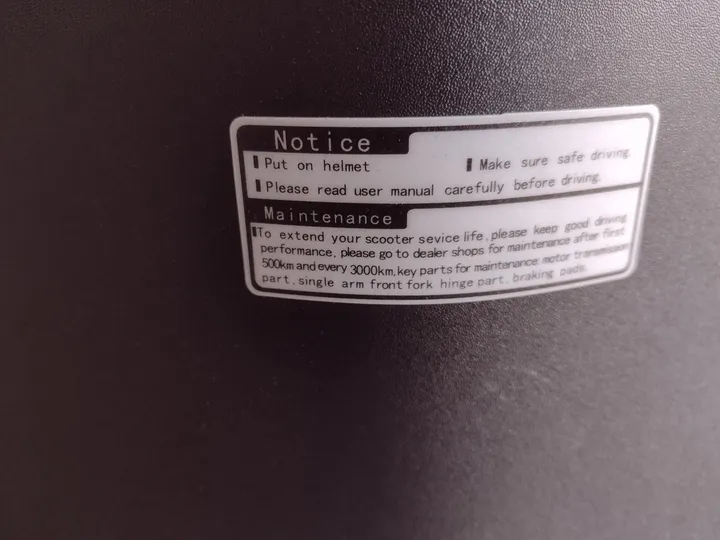 Notice
Put on helmet Make sure safe driving.
Please read user manual carefully before driving.
Maintenance
To extend your scooter sevice life, please keep good driving
performance, please go to dealer shops for maintenance after first
500km and every 3000km, key parts for maintenance: motor transmission
part, single arm front fork hinge part, braking pads.